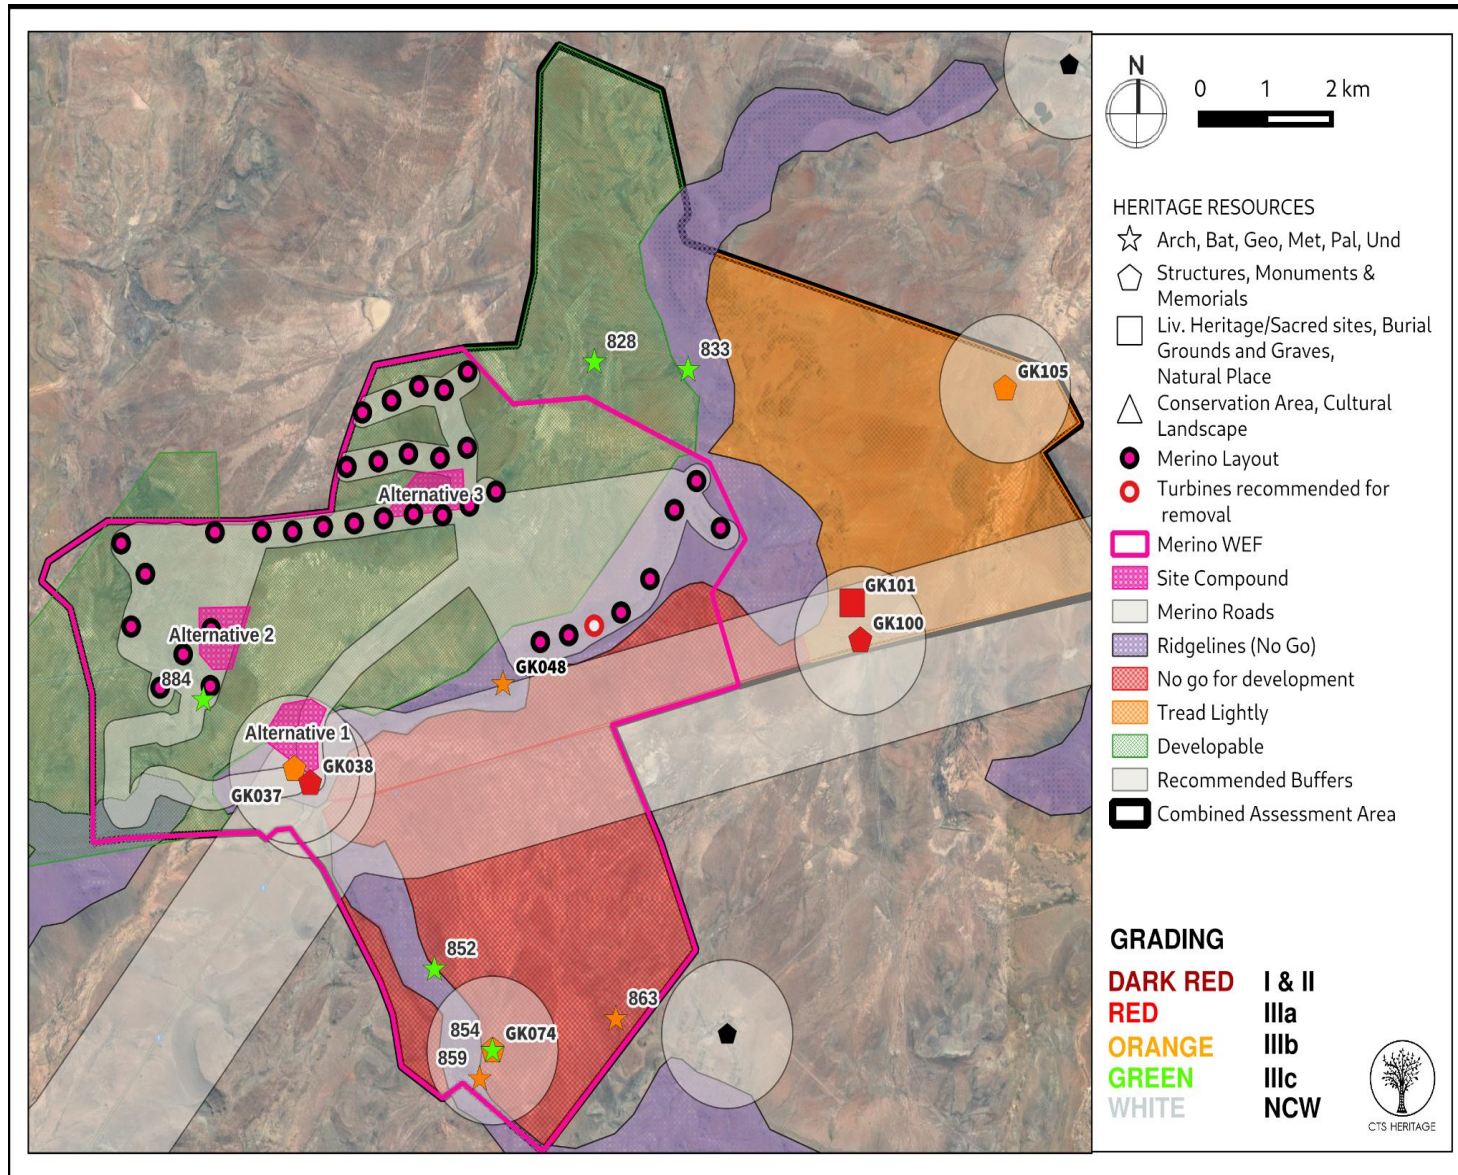 828
833
GK105
Alternative 3
GK101
GK100
Alternative 2
884
GK048
Alternative 1
GK038
GK037
852
863
854
GK074
859
N
0 1 2 km
HERITAGE RESOURCES
Arch, Bat, Geo, Met, Pal, Und
Structures, Monuments &
Memorials
Liv. Heritage/Sacred sites, Burial
Grounds and Graves,
Natural Place
Conservation Area, Cultural
Landscape
Merino Layout
Turbines recommended for
removal
Merino WEF
Site Compound
Merino Roads
Ridgelines (No Go)
No go for development
Tread Lightly
Developable
Recommended Buffers
Combined Assessment Area
GRADING
DARK RED I & II
RED IIIa
ORANGE IIIb
GREEN IIIc
WHITE NCW
CTS HERITAGE